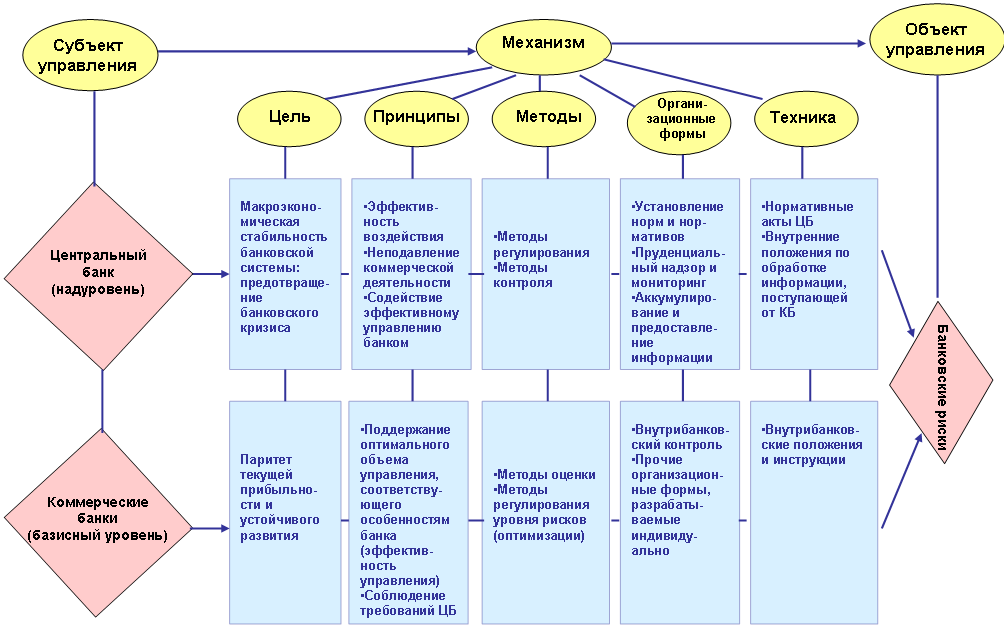 Субъект
управления
Механизм
Объект
управления
Цель
Принципы
Методы
Органи-
зационные
формы
Техника
Центральный
банк
(надуровень)
Макроэконо-
мическая
стабильность
банковской
системы:
предотвраще-
ние
банковского
кризиса
•Эффектив-
ность
воздействия
•Неподавление
коммерческой
деятельности
•Содействие
эффективному
управлению
банком
•Методы
регулирования
•Методы
контроля
•Установление
норм и нор-
мативов
•Пруденциаль-
ный надзор и
мониторинг
•Аккумулиро-
вание и
предоставле-
ние
информации
•Нормативные
акты ЦБ
•Внутренние
положения по
обработке
информации,
поступающей
от КБ
Банковские риски
Коммерческие
банки
(базисный уровень)
Паритет
текущей
прибыльно-
сти и
устойчивого
развития
•Поддержание
оптимального
объема
управления,
соответству-
ющего
особенностям
банка
(эффектив-
ность
управления)
•Соблюдение
требований ЦБ
•Методы оценки
•Методы
регулирования
уровня рисков
(оптимизации)
•Внутрибанков-
ский контроль
•Прочие
организацион-
ные формы,
разрабаты-
ваемые
индивиду-
ально
•Внутрибанков-
ские положения
и инструкции